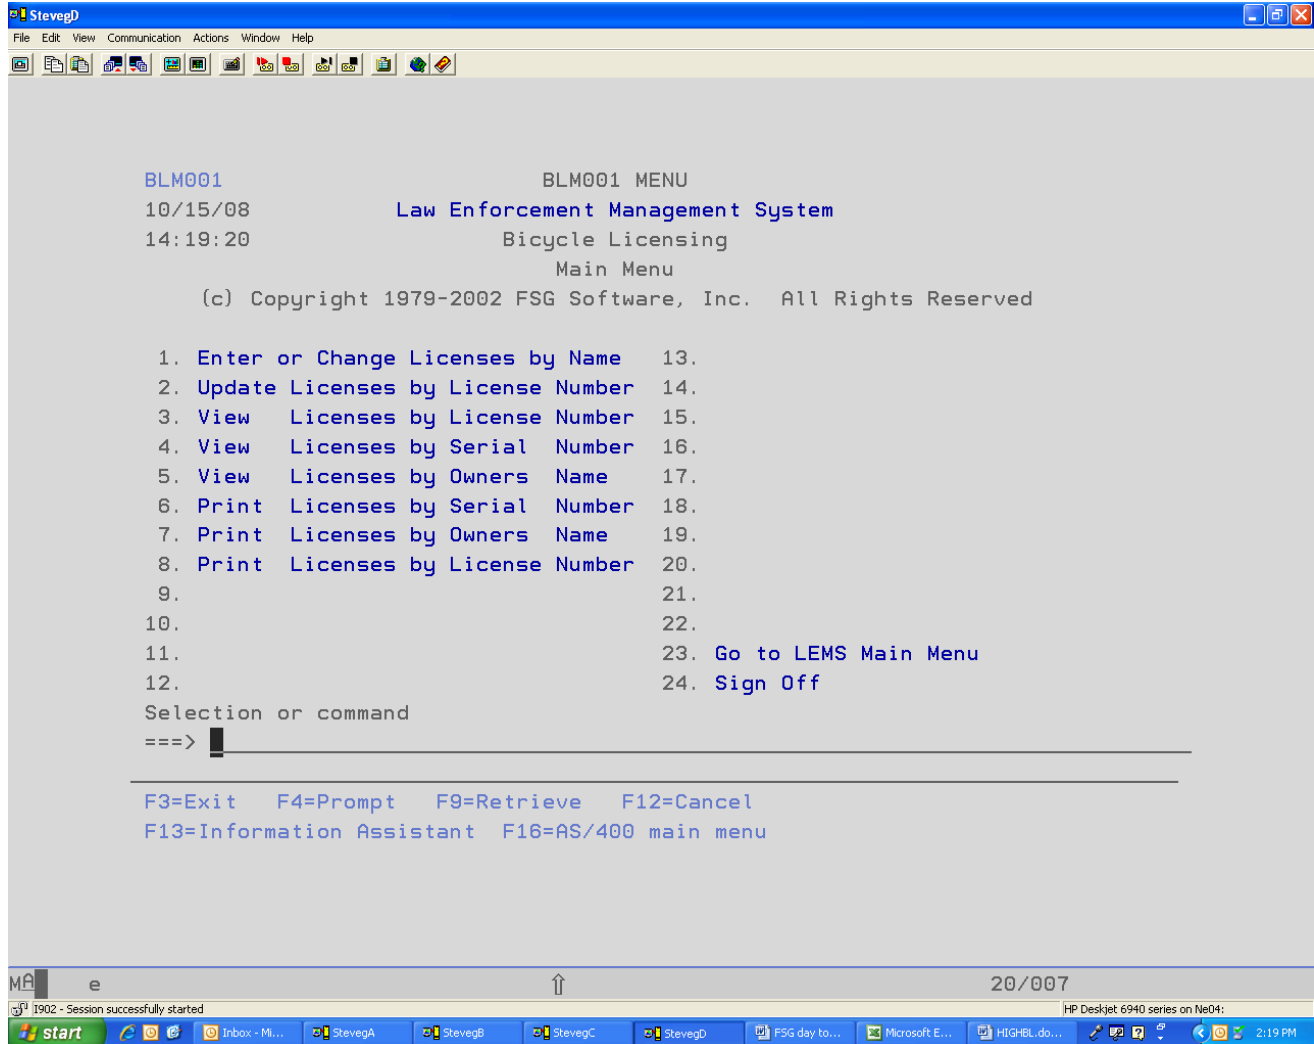 StevegD
File Edit View Communication Actions Window Help
BLM001 BLM001 MENU
10/15/08 Law Enforcement Management System
14:19:20 Bicycle Licensing
Main Menu
(c) Copyright 1979-2002 FSG Software, Inc. All Rights Reserved
1. Enter or Change Licenses by Name 13.
2. Update Licenses by License Number 14.
3. View Licenses by License Number 15.
4. View Licenses by Serial Number 16.
5. View Licenses by Owners Name 17.
6. Print Licenses by Serial Number 18.
7. Print Licenses by Owners Name 19.
8. Print Licenses by License Number 20.
9. 21.
10. 22.
11. 23. Go to LEMS Main Menu
12. 24. Sign Off
Selection or command
===>
F3=Exit F4=Prompt F9=Retrieve F12=Cancel
F13=Information Assistant F16=AS/400 main menu
MA e 20/007
I902 - Session successfully started HP Deskjet 6940 series on Ne04:
start Inbox - Mi... StevegA StevegB StevegC StevegD FSG day to... Microsoft E... HIGHBL.do... 2:19 PM